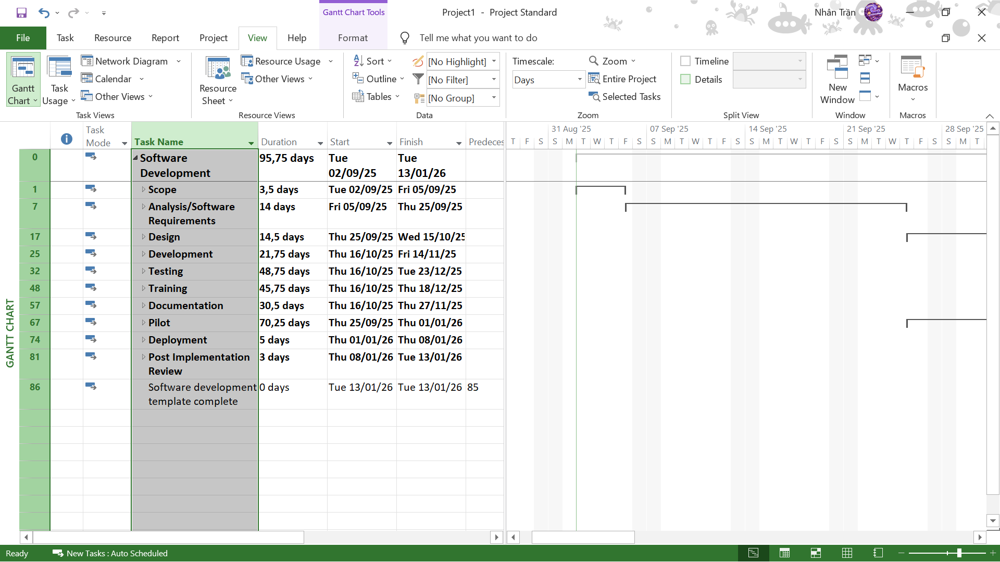 Gantt Chart Tools
Project1 - Project Standard
Nhân Trần
File
Task
Resource
Report
Project
View
Help
Format
Tell me what you want to do
Gantt
Chart
Task
Usage
Network Diagram
Calendar
Other Views
Task Views
Resource
Sheet
Resource Usage
Other Views
Resource Views
Sort
Outline
Tables
[No Highlight]
[No Filter]
[No Group]
Data
Timescale:
Days
Zoom
Entire Project
Selected Tasks
Zoom
Timeline
Details
Split View
New
Window
Window
Macros
Macros
Task
Mode
Task Name
Duration
Start
Finish
Predeces
31 Aug '25
07 Sep '25
14 Sep '25
21 Sep '25
28 Sep '25
T F S S M T W T F S S M T W T F S S M T W T F S S M T W T F S S M T
0 Software Development 95,75 days Tue 02/09/25 Tue 13/01/26
1 Scope 3,5 days Tue 02/09/25 Fri 05/09/25
7 Analysis/Software Requirements 14 days Fri 05/09/25 Thu 25/09/25
17 Design 14,5 days Thu 25/09/25 Wed 15/10/25
25 Development 21,75 days Thu 16/10/25 Fri 14/11/25
32 Testing 48,75 days Thu 16/10/25 Tue 23/12/25
48 Training 45,75 days Thu 16/10/25 Thu 18/12/25
57 Documentation 30,5 days Thu 16/10/25 Thu 27/11/25
67 Pilot 70,25 days Thu 25/09/25 Thu 01/01/26
74 Deployment 5 days Thu 01/01/26 Thu 08/01/26
81 Post Implementation Review 3 days Thu 08/01/26 Tue 13/01/26
86 Software development template complete 0 days Tue 13/01/26 Tue 13/01/26 85
GANTT CHART
Ready
New Tasks : Auto Scheduled